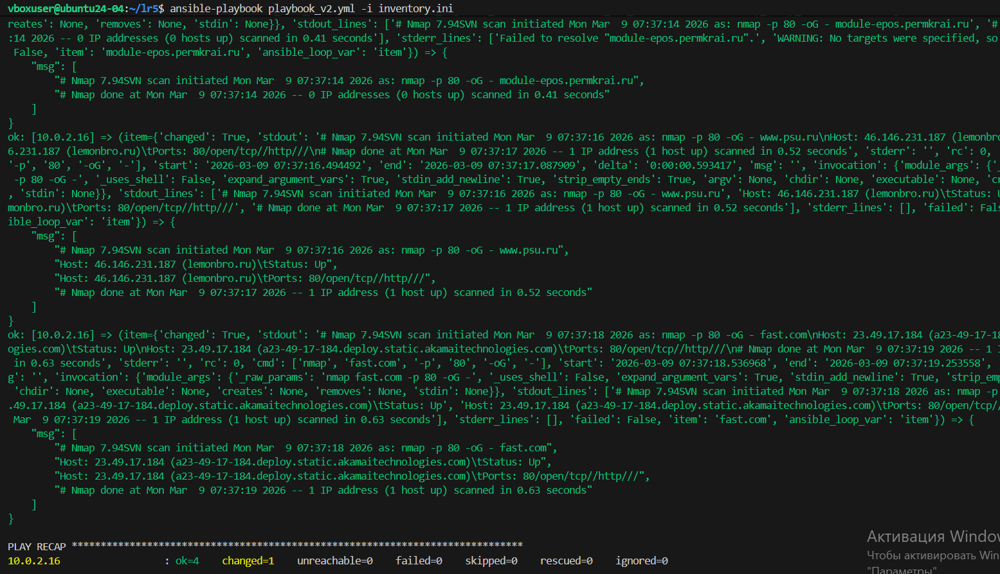 vboxuser@ubuntu24-04:~/lr5$ ansible-playbook playbook_v2.yml -i inventory.ini
reates': None, 'removes': None, 'stdin': None}}, 'stdout_lines': ['# Nmap 7.94SVN scan initiated Mon Mar  9 07:37:14 2026 as: nmap -p 80 -oG - module-epos.permkrai.ru', '#
:14 2026 -- 0 IP addresses (0 hosts up) scanned in 0.41 seconds'], 'stderr_lines': ['Failed to resolve "module-epos.permkrai.ru".', 'WARNING: No targets were specified, so
 False, 'item': 'module-epos.permkrai.ru', 'ansible_loop_var': 'item'}) => {
    "msg": [
        "# Nmap 7.94SVN scan initiated Mon Mar  9 07:37:14 2026 as: nmap -p 80 -oG - module-epos.permkrai.ru",
        "# Nmap done at Mon Mar  9 07:37:14 2026 -- 0 IP addresses (0 hosts up) scanned in 0.41 seconds"
    ]
}
ok: [10.0.2.16] => (item={'changed': True, 'stdout': '# Nmap 7.94SVN scan initiated Mon Mar  9 07:37:16 2026 as: nmap -p 80 -oG - www.psu.ru\nHost: 46.146.231.187 (lemonbro
6.231.187 (lemonbro.ru)\tPorts: 80/open/tcp//http///\n# Nmap done at Mon Mar  9 07:37:17 2026 -- 1 IP address (1 host up) scanned in 0.52 seconds', 'stderr': '', 'rc': 0,
'-p', '80', '-oG', '-'], 'start': '2026-03-09 07:37:16.494492', 'end': '2026-03-09 07:37:17.087909', 'delta': '0:00:00.593417', 'msg': '', 'invocation': {'module_args': {'_
 -p 80 -oG -', '_uses_shell': False, 'expand_argument_vars': True, 'stdin_add_newline': True, 'strip_empty_ends': True, 'argv': None, 'chdir': None, 'executable': None, 'cr
, 'stdin': None}}, 'stdout_lines': ['# Nmap 7.94SVN scan initiated Mon Mar  9 07:37:16 2026 as: nmap -p 80 -oG - www.psu.ru', 'Host: 46.146.231.187 (lemonbro.ru)\tStatus: U
monbro.ru)\tPorts: 80/open/tcp//http///', '# Nmap done at Mon Mar  9 07:37:17 2026 -- 1 IP address (1 host up) scanned in 0.52 seconds'], 'stderr_lines': [], 'failed': Fals
ible_loop_var': 'item'}) => {
    "msg": [
        "# Nmap 7.94SVN scan initiated Mon Mar  9 07:37:16 2026 as: nmap -p 80 -oG - www.psu.ru",
        "Host: 46.146.231.187 (lemonbro.ru)\tStatus: Up",
        "Host: 46.146.231.187 (lemonbro.ru)\tPorts: 80/open/tcp//http///",
        "# Nmap done at Mon Mar  9 07:37:17 2026 -- 1 IP address (1 host up) scanned in 0.52 seconds"
    ]
}
ok: [10.0.2.16] => (item={'changed': True, 'stdout': '# Nmap 7.94SVN scan initiated Mon Mar  9 07:37:18 2026 as: nmap -p 80 -oG - fast.com\nHost: 23.49.17.184 (a23-49-17-18
ogies.com)\tStatus: Up\nHost: 23.49.17.184 (a23-49-17-184.deploy.static.akamaitechnologies.com)\tPorts: 80/open/tcp//http///\n# Nmap done at Mon Mar  9 07:37:19 2026 -- 1 I
 in 0.63 seconds', 'stderr': '', 'rc': 0, 'cmd': ['nmap', 'fast.com', '-p', '80', '-oG', '-'], 'start': '2026-03-09 07:37:18.536968', 'end': '2026-03-09 07:37:19.253558',
g': '', 'invocation': {'module_args': {'_raw_params': 'nmap fast.com -p 80 -oG -', '_uses_shell': False, 'expand_argument_vars': True, 'stdin_add_newline': True, 'strip_emp
 'chdir': None, 'executable': None, 'creates': None, 'removes': None, 'stdin': None}}, 'stdout_lines': ['# Nmap 7.94SVN scan initiated Mon Mar  9 07:37:18 2026 as: nmap -p
.49.17.184 (a23-49-17-184.deploy.static.akamaitechnologies.com)\tStatus: Up', 'Host: 23.49.17.184 (a23-49-17-184.deploy.static.akamaitechnologies.com)\tPorts: 80/open/tcp//
 Mar  9 07:37:19 2026 -- 1 IP address (1 host up) scanned in 0.63 seconds'], 'stderr_lines': [], 'failed': False, 'item': 'fast.com', 'ansible_loop_var': 'item'}) => {
    "msg": [
        "# Nmap 7.94SVN scan initiated Mon Mar  9 07:37:18 2026 as: nmap -p 80 -oG - fast.com",
        "Host: 23.49.17.184 (a23-49-17-184.deploy.static.akamaitechnologies.com)\tStatus: Up",
        "Host: 23.49.17.184 (a23-49-17-184.deploy.static.akamaitechnologies.com)\tPorts: 80/open/tcp//http///",
        "# Nmap done at Mon Mar  9 07:37:19 2026 -- 1 IP address (1 host up) scanned in 0.63 seconds"
    ]
}
PLAY RECAP ******************************************************************************
10.0.2.16                  : ok=4    changed=1    unreachable=0    failed=0    skipped=0    rescued=0    ignored=0
Активация Window
Чтобы активировать Win
"Параметры"